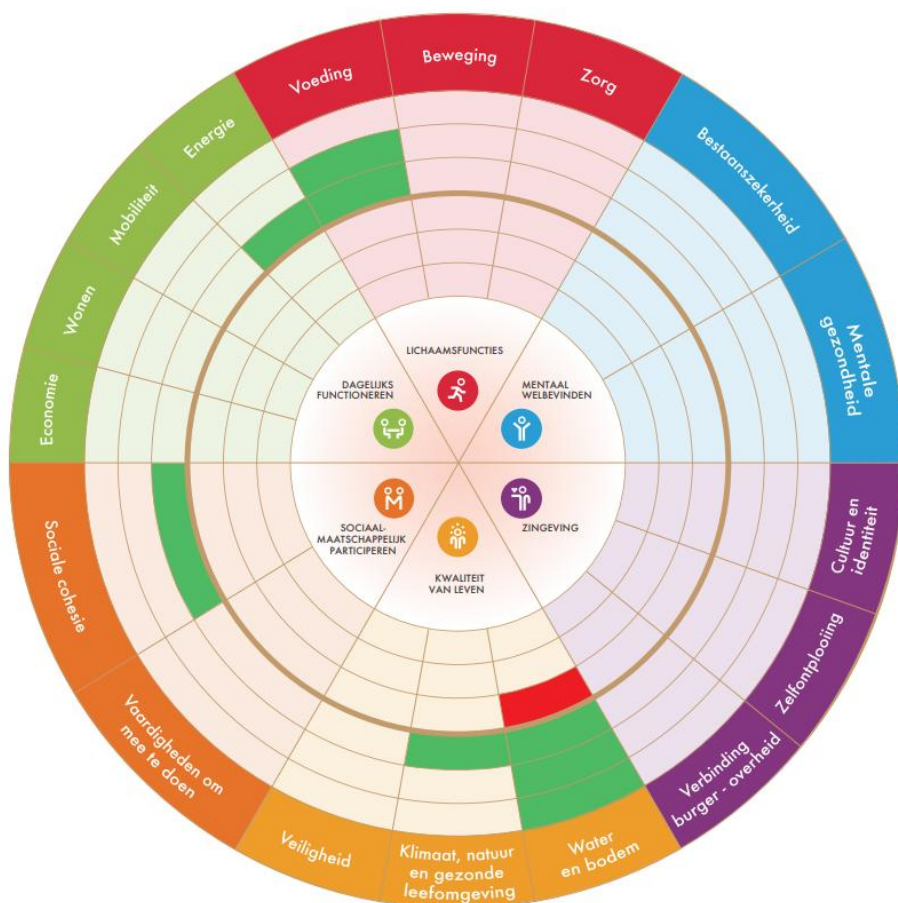 Voeding
Beweging
Zorg
Bestaanszekerheid
Mentale
gezondheid
Cultuur en
identiteit
Zelfontplooiing
Verbinding
burger - overheid
Water
en bodem
Klimaat, natuur
en gezonde
leefomgeving
Veiligheid
Vaardigheden om
mee te doen
Sociale cohesie
Economie
Wonen
Mobiliteit
Energie
LICHAAMSFUNCTIES
MENTAAL
WELBEVINDEN
ZINGEVING
KWALITEIT
VAN LEVEN
SOCIAAL-
MAATSCHAPPELIJK
PARTICIPEREN
DAGELIJKS
FUNCTIONEREN